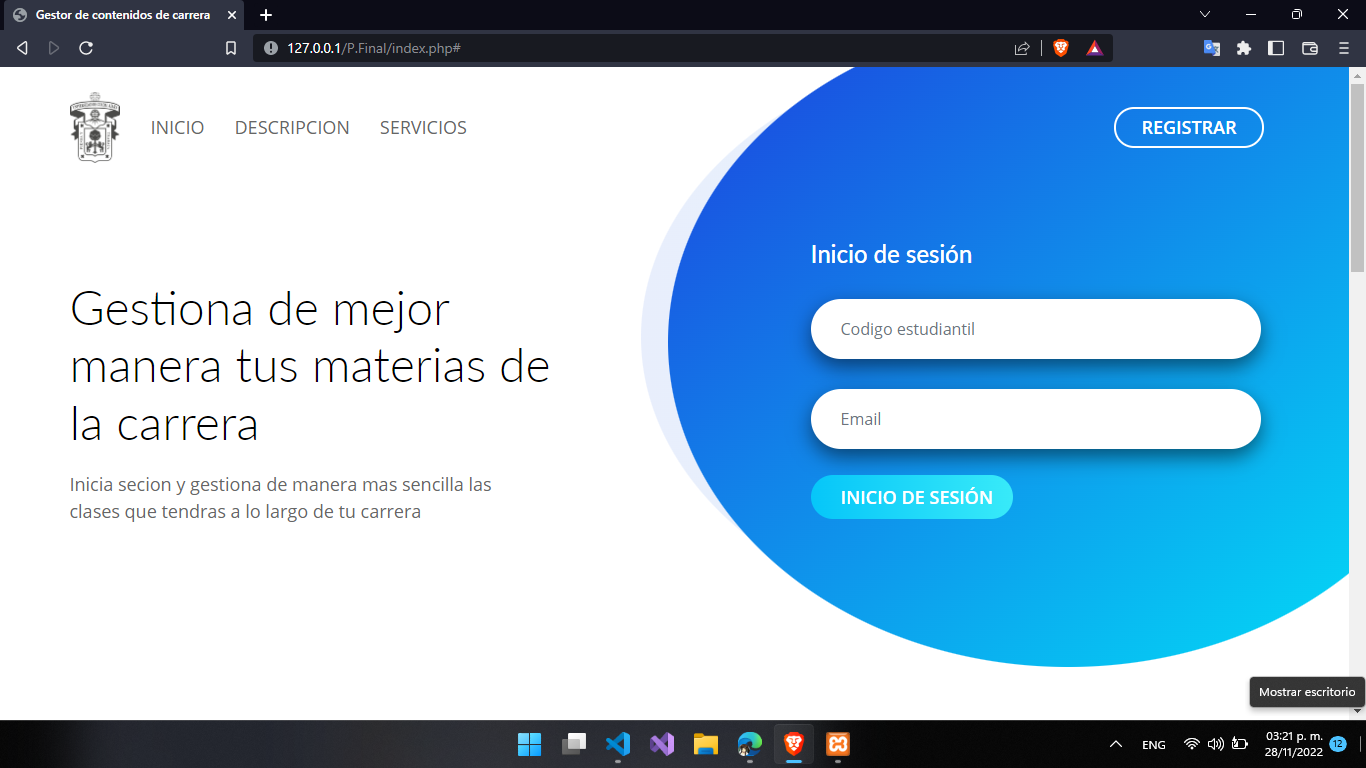 Gestor de contenidos de carrera
127.0.0.1/P.Final/index.php#
INICIO DESCRIPCION SERVICIOS
REGISTRAR
Inicio de sesión
Gestiona de mejor
manera tus materias de
la carrera
Codigo estudiantil
Email
Inicia secion y gestiona de manera mas sencilla las
clases que tendras a lo largo de tu carrera
INICIO DE SESIÓN
Mostrar escritorio
ENG
03:21 p. m.
28/11/2022
12